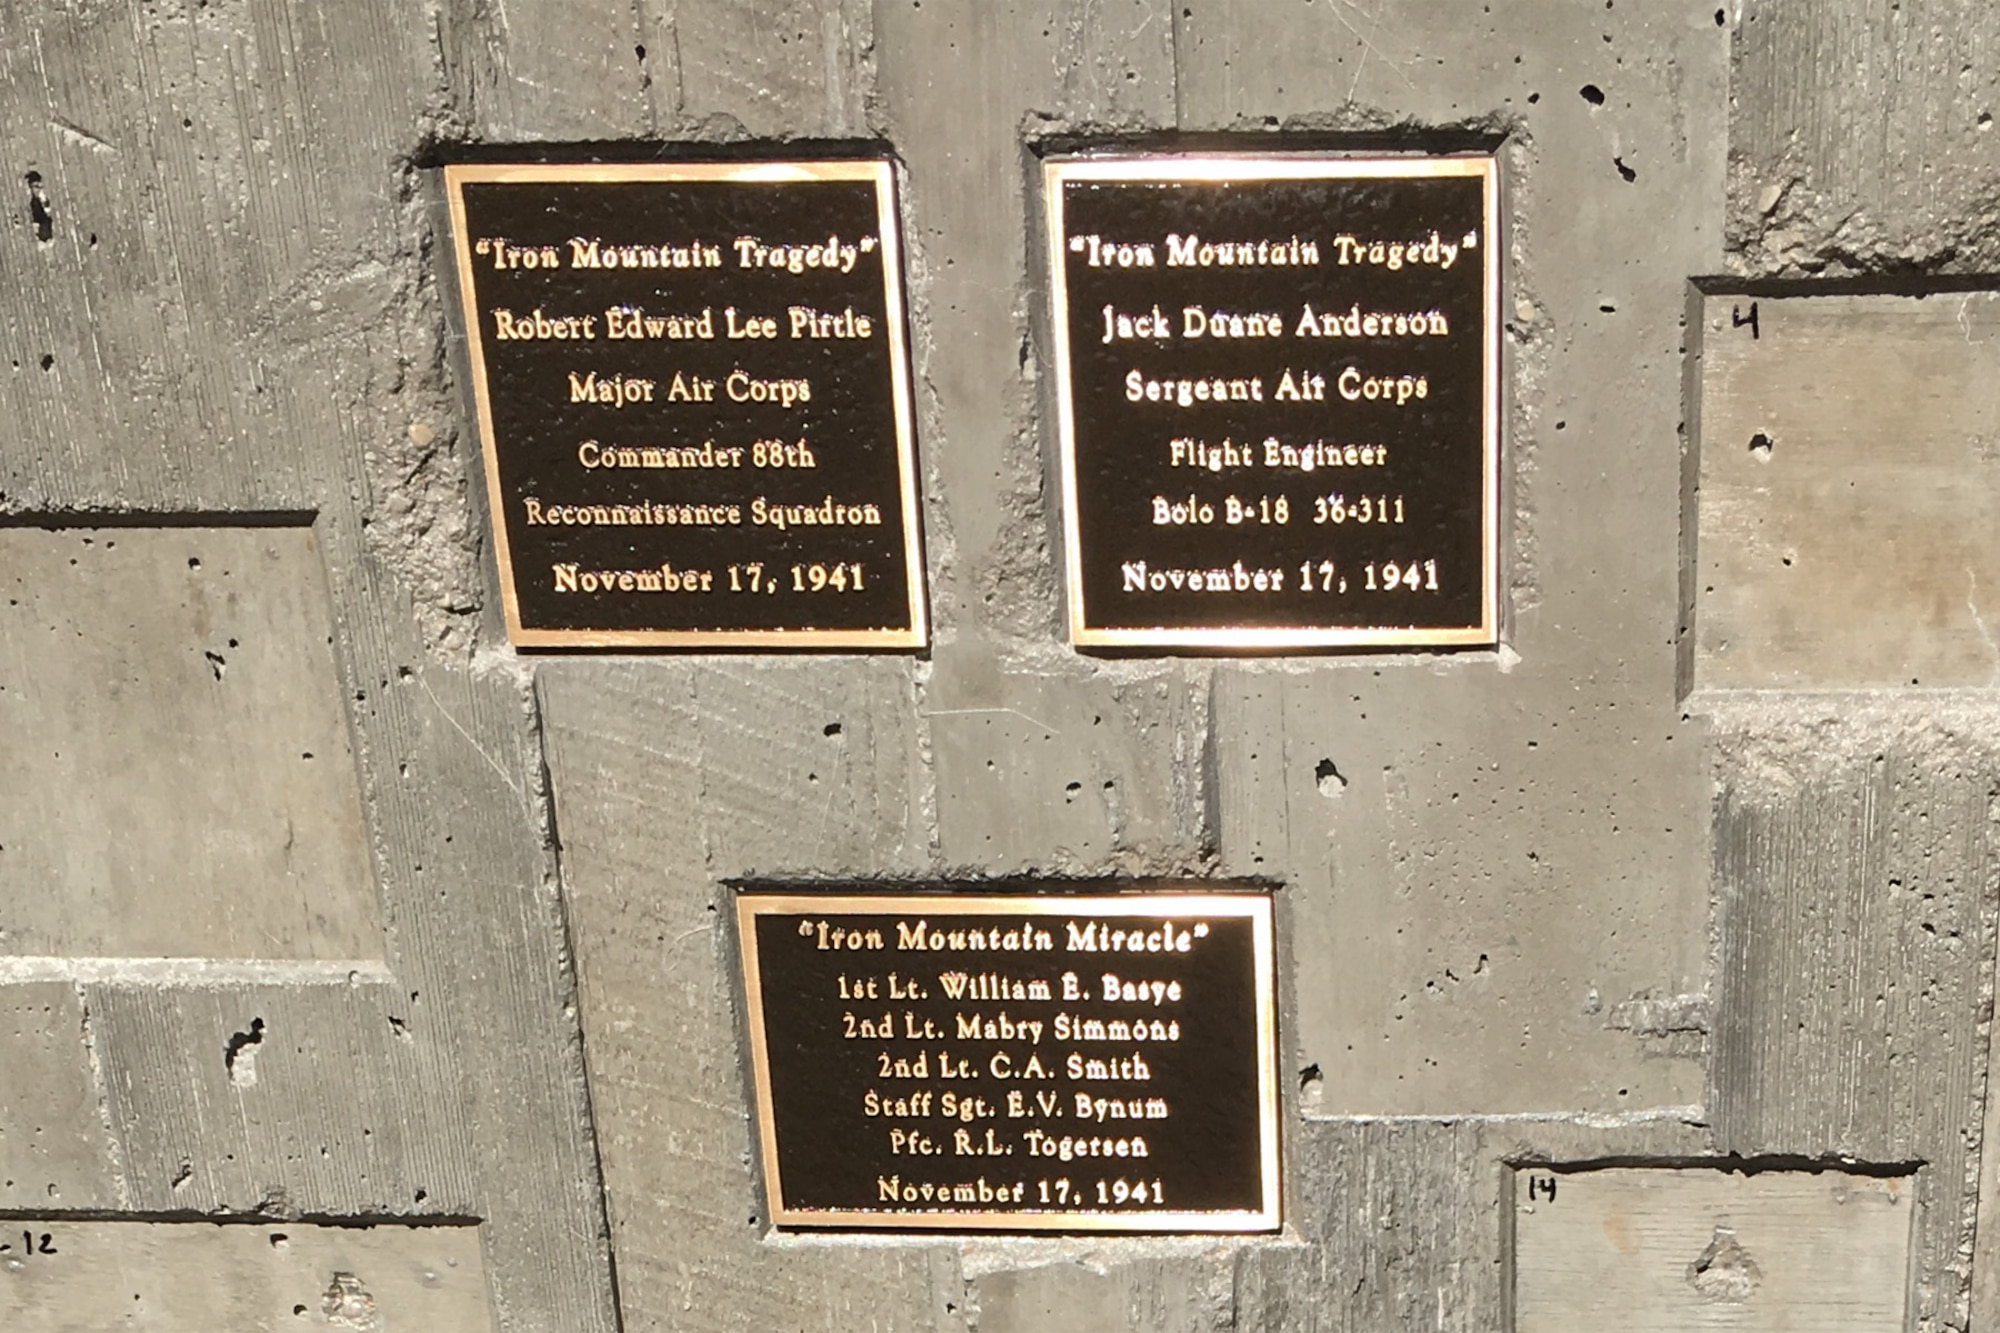 "Iron Mountain Tragedy"
Robert Edward Lee Pirtle
Major Air Corps
Commander 88th
Reconnaissance Squadron
November 17, 1941
"Iron Mountain Tragedy"
Jack Duane Anderson
Sergeant Air Corps
Flight Engineer
Bolo B-18 36-311
November 17, 1941
4
"Iron Mountain Miracle"
1st Lt. William E. Basye
2nd Lt. Mabry Simmons
2nd Lt. C.A. Smith
Staff Sgt. E.V. Bynum
Pfc. R.L. Togersen
November 17, 1941
14
-12